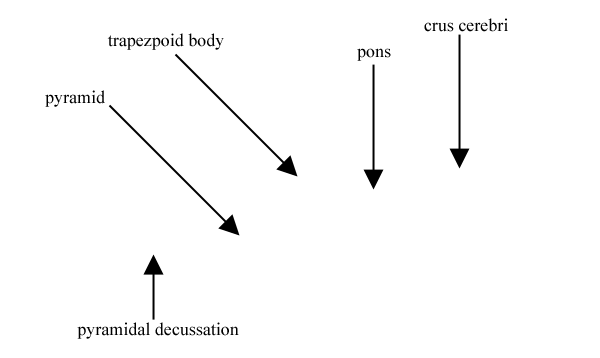 crus cerebri
trapezpoid body
pons
pyramid
pyramidal decussation